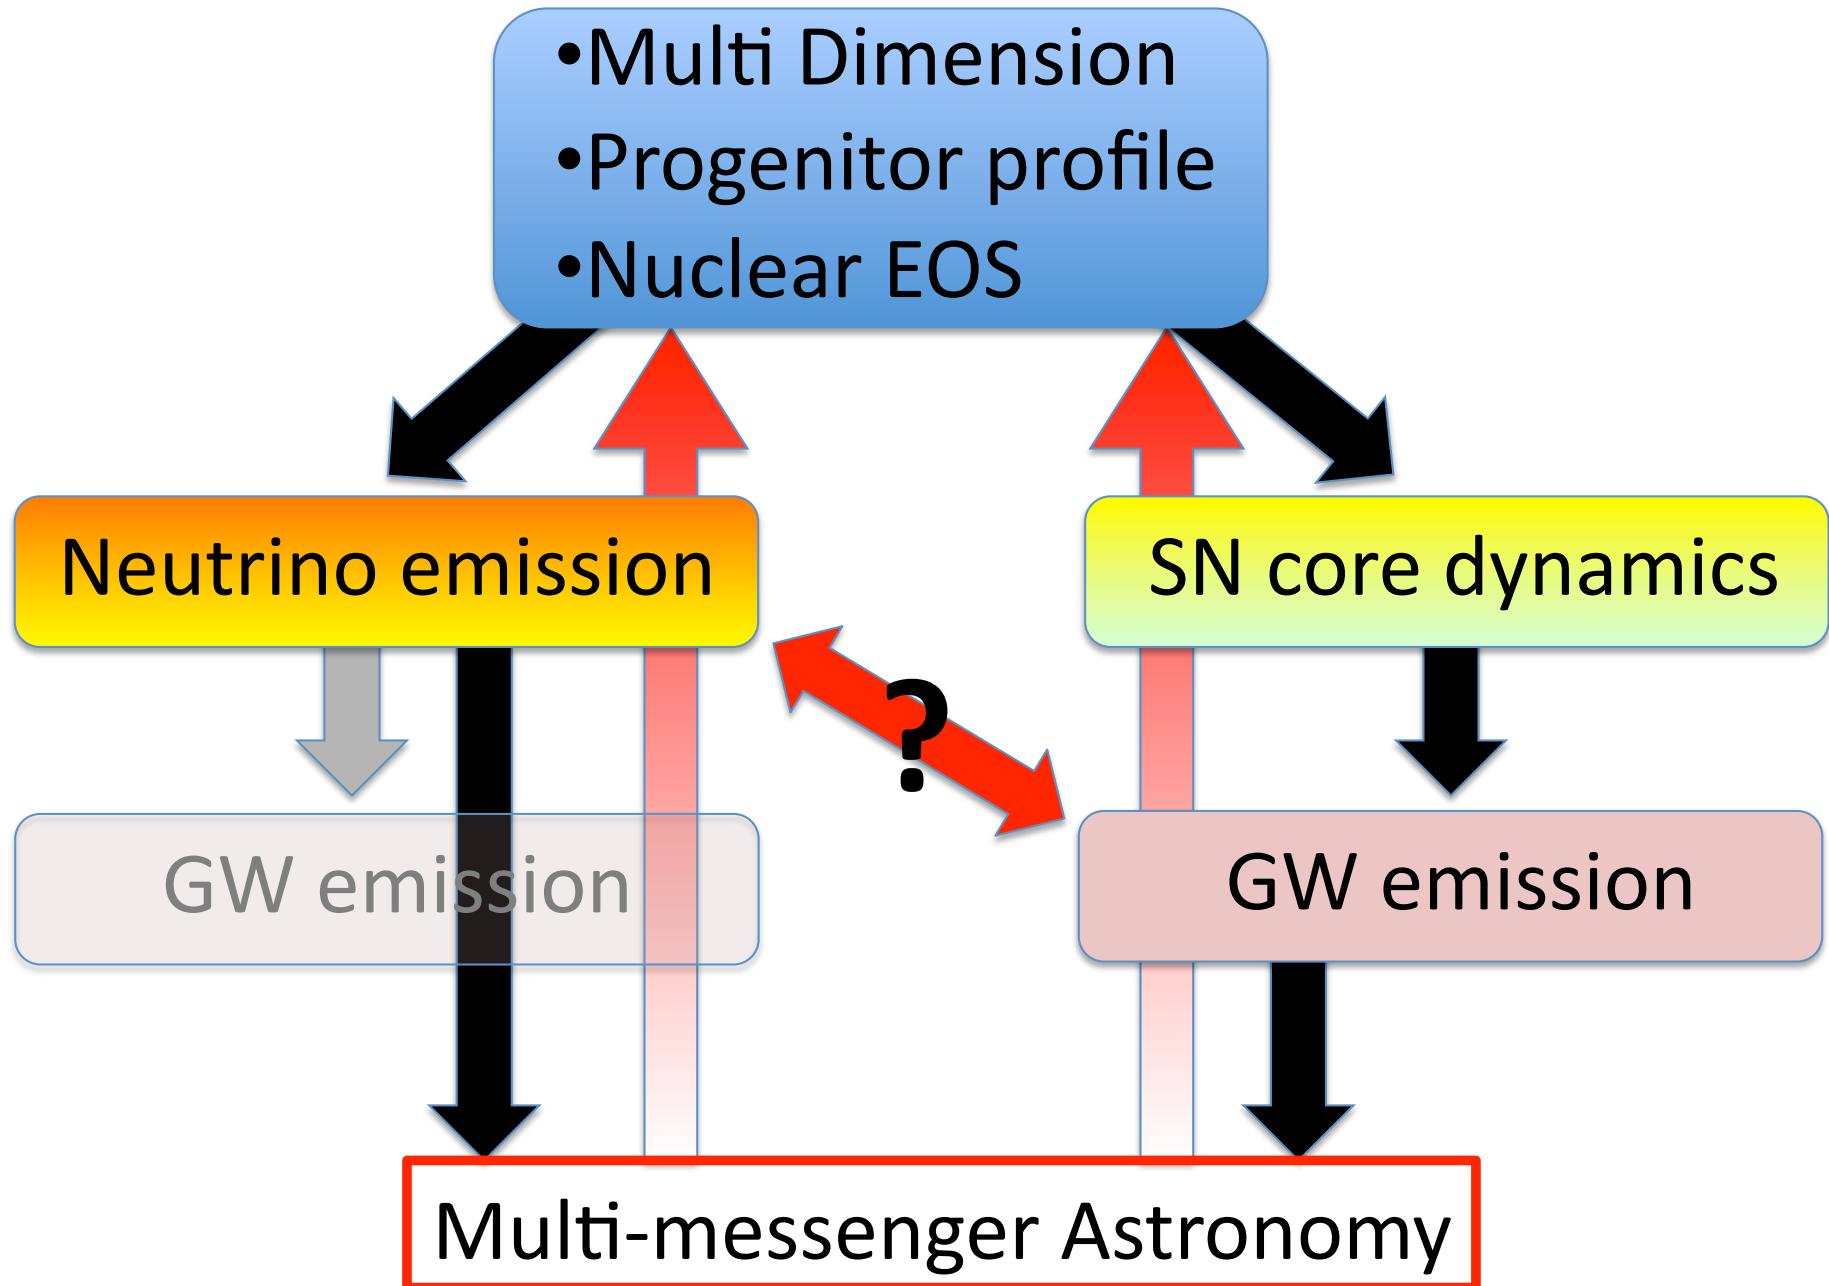 •Multi Dimension
•Progenitor profile
•Nuclear EOS
Neutrino emission
SN core dynamics
?
GW emission
GW emission
Multi-messenger Astronomy